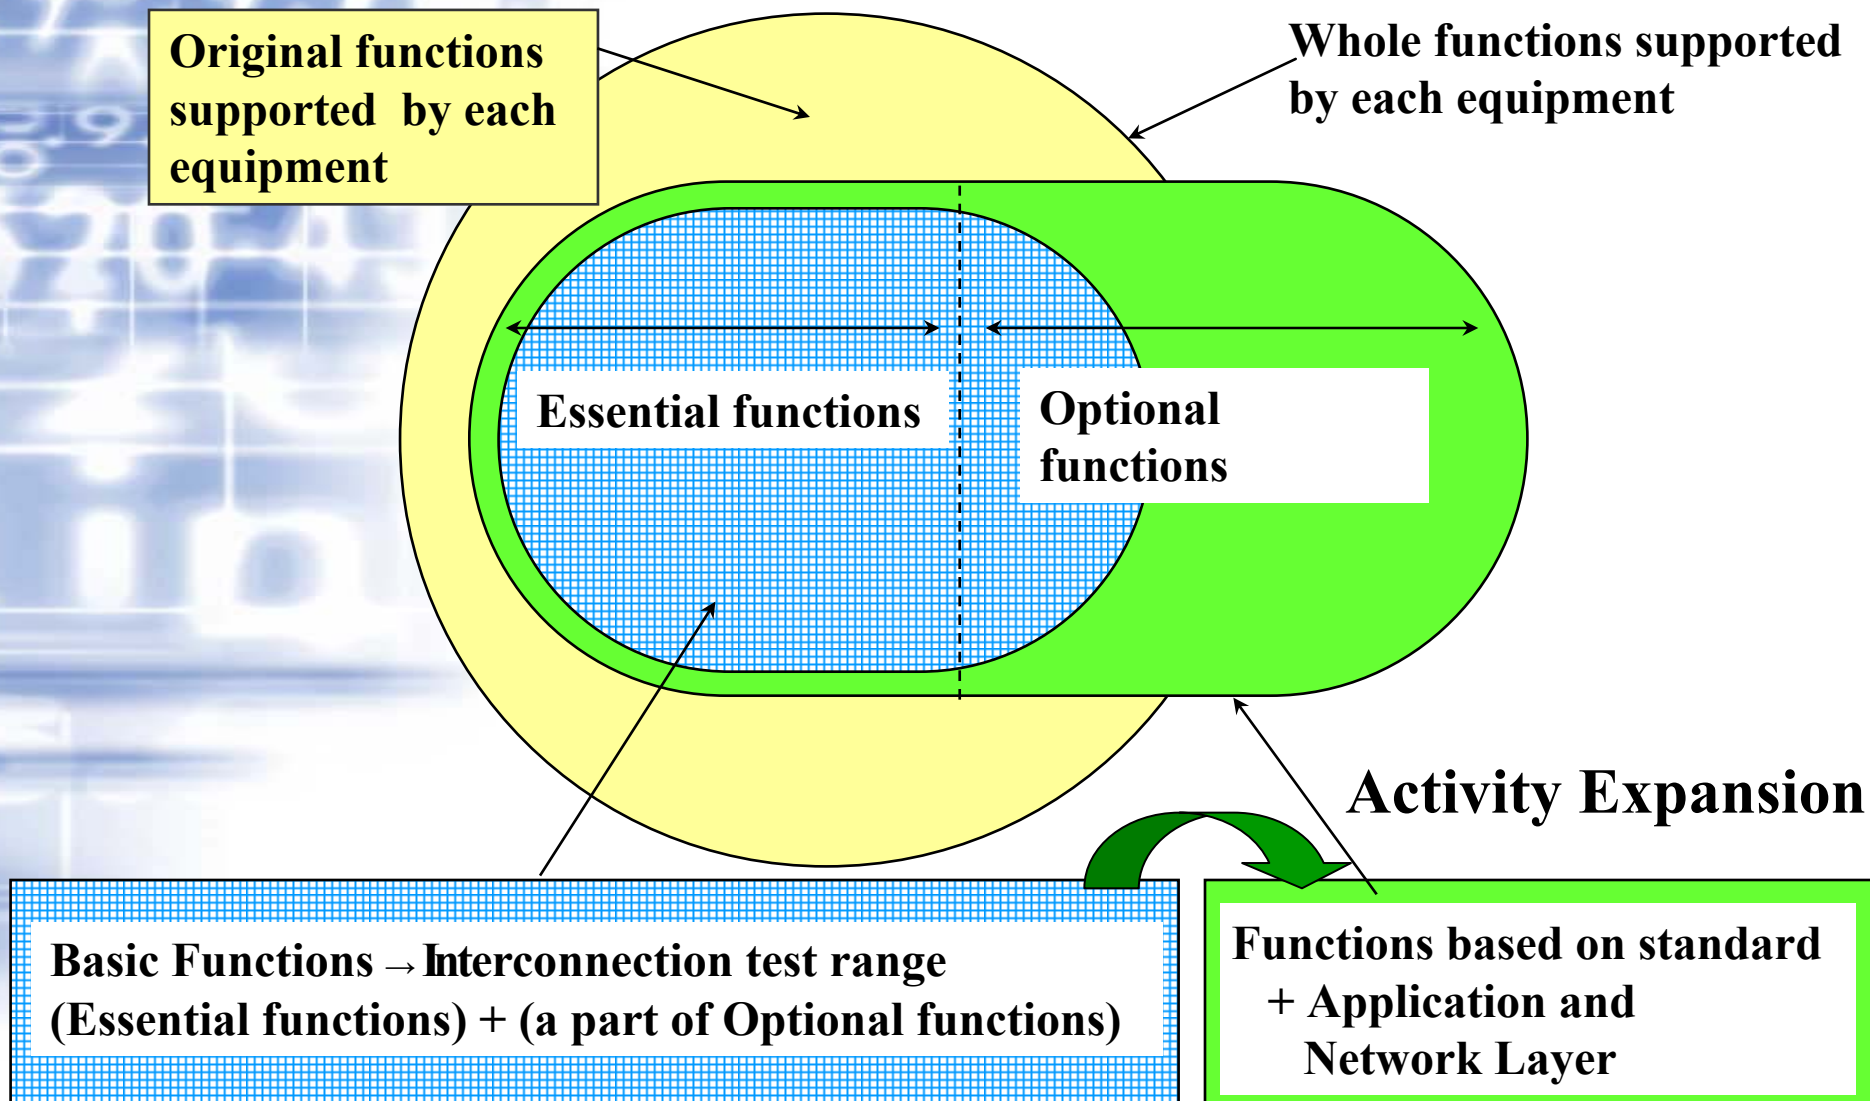 Original functions
supported by each
equipment
Whole functions supported
by each equipment
Essential functions
Optional
functions
Activity Expansion
Basic Functions→Interconnection test range
(Essential functions) + (a part of Optional functions)
Functions based on standard
+ Application and
Network Layer